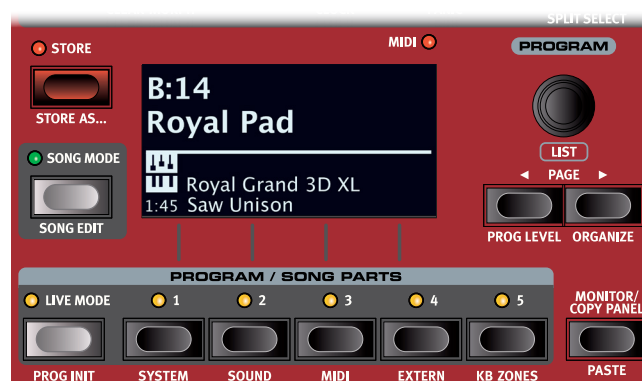 SPLIT SELECT
STORE
MIDI
PROGRAM
B:14
Royal Pad
STORE AS...
LIST
SONG MODE
◄ PAGE ►
Royal Grand 3D XL
1:45 Saw Unison
SONG EDIT
PROG LEVEL ORGANIZE
PROGRAM / SONG PARTS
LIVE MODE 1 2 3 4 5
MONITOR/
COPY PANEL
PROG INIT SYSTEM SOUND MIDI EXTERN KB ZONES
PASTE